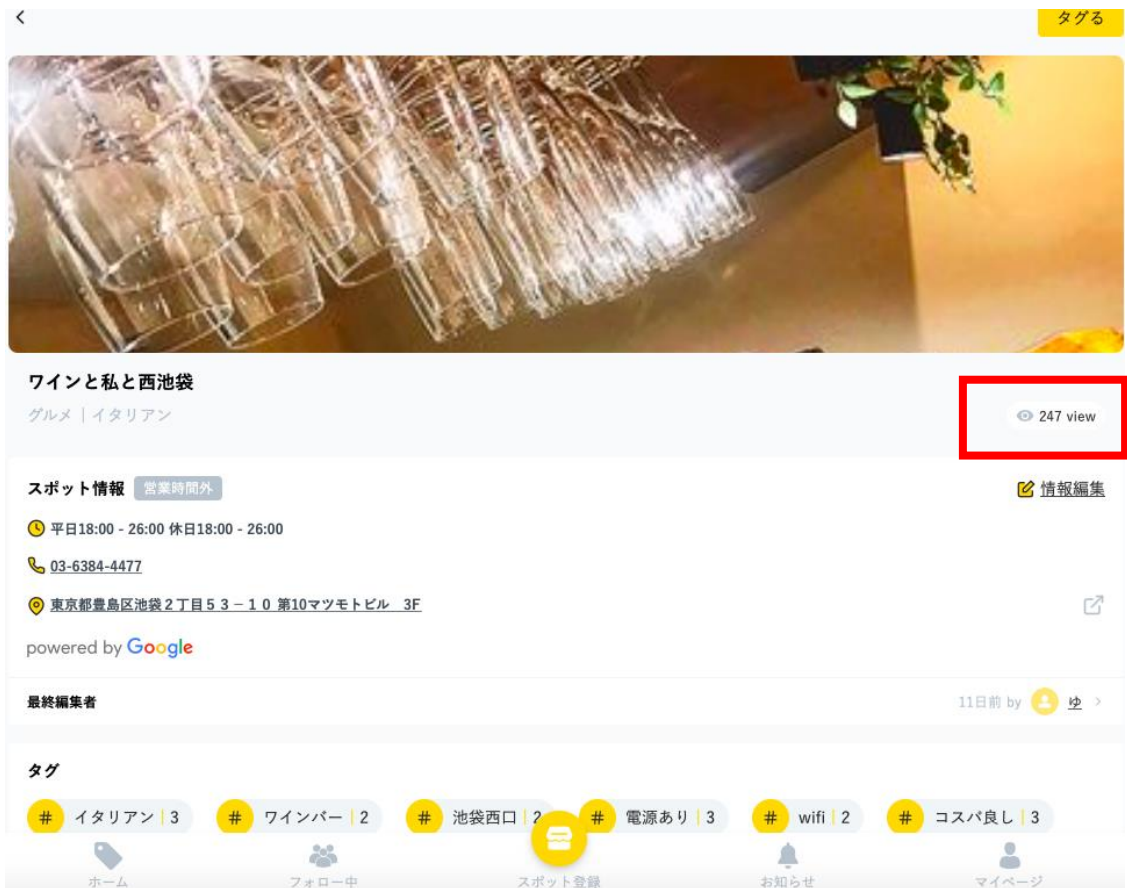 タグる
ワインと私と西池袋
グルメ | イタリアン
247 view
スポット情報 営業時間外
情報編集
平日18:00 - 26:00 休日18:00 - 26:00
03-6384-4477
東京都豊島区池袋２丁目５３－１０ 第10マツモトビル　3F
powered by Google
最終編集者
11日前 by ゆ
タグ
# イタリアン | 3 # ワインバー | 2 # 池袋西口 | 2 # 電源あり | 3 # wifi | 2 # コスパ良し | 3
ホーム フォロー中 スポット登録 お知らせ マイページ